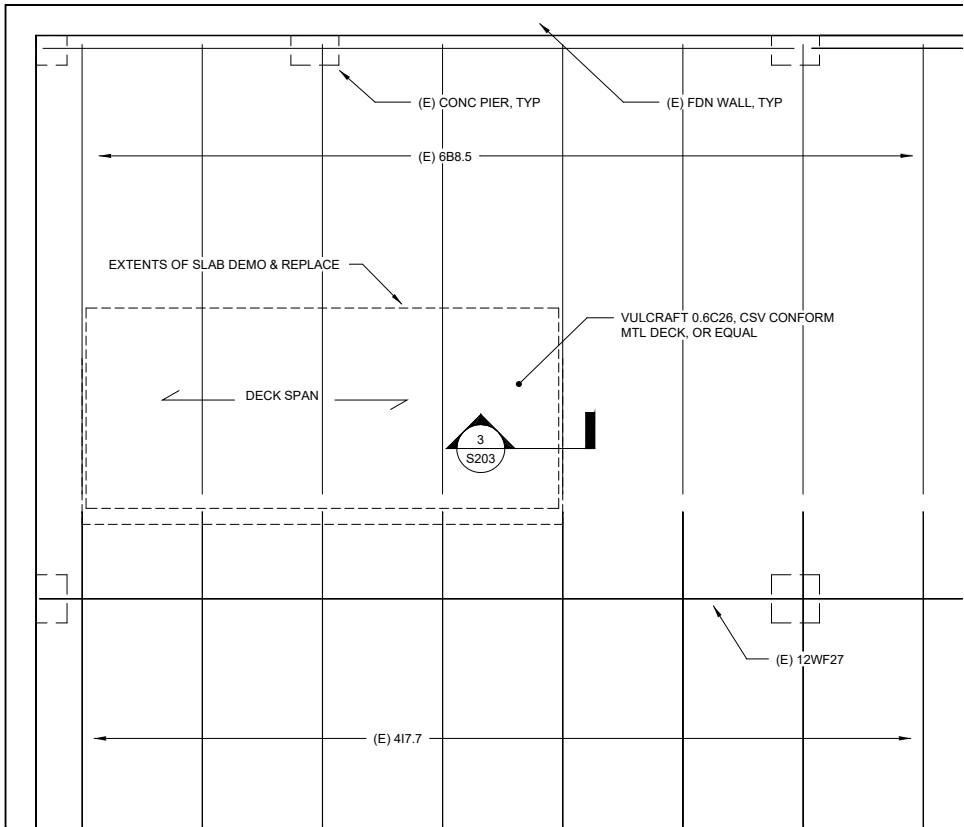 (E) CONC PIER, TYP
(E) FDN WALL, TYP
(E) 6B8.5
EXTENTS OF SLAB DEMO & REPLACE
VULCRAFT 0.6C26, CSV CONFORM
MTL DECK, OR EQUAL
DECK SPAN
3
S203
(E) 12WF27
(E) 4I7.7